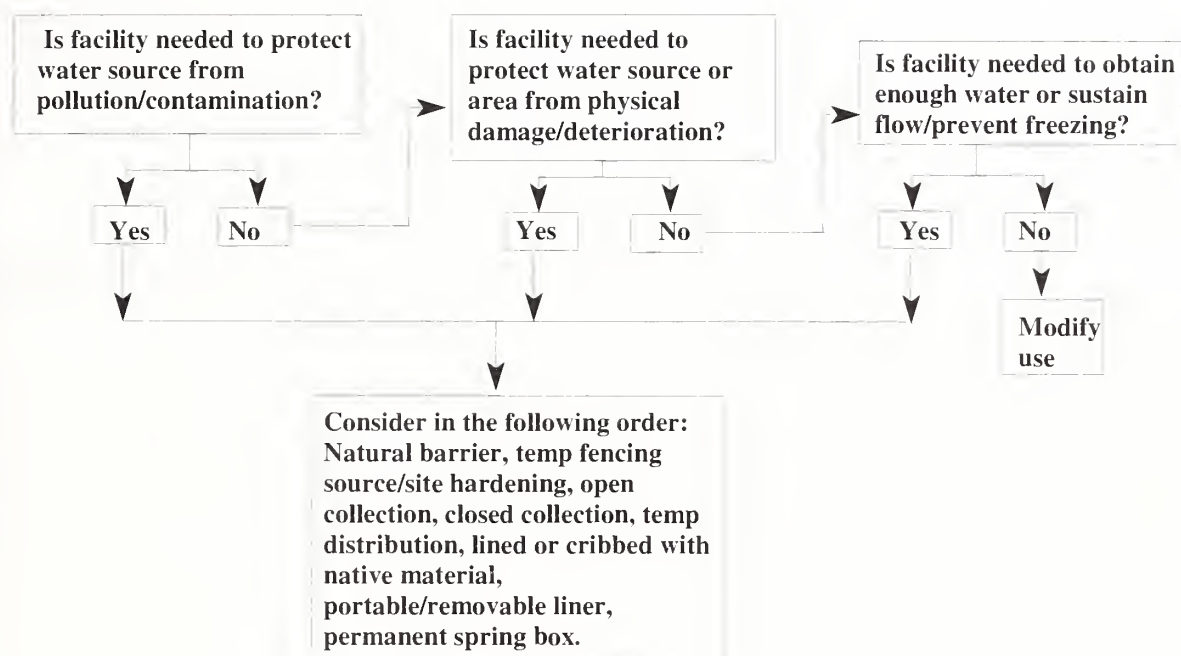 Is facility needed to protect
water source from
pollution/contamination?
Yes
No
Is facility needed to
protect water source or
area from physical
damage/deterioration?
Yes
No
Is facility needed to obtain
enough water or sustain
flow/prevent freezing?
Yes
No
Modify
use
Consider in the following order:
Natural barrier, temp fencing
source/site hardening, open
collection, closed collection, temp
distribution, lined or cribbed with
native material,
portable/removable liner,
permanent spring box.